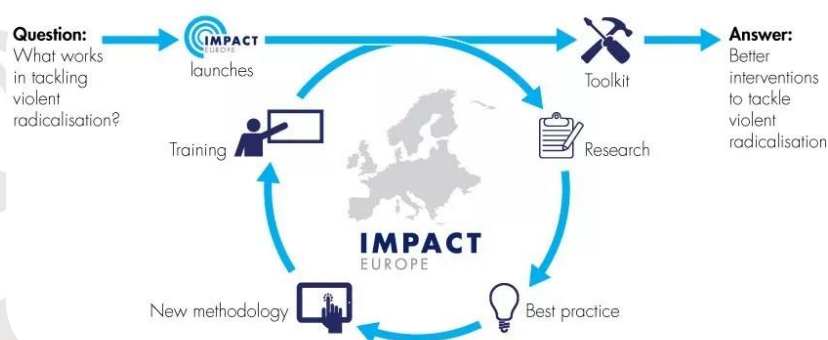 Question:
What works
in tackling
violent
radicalisation?
IMPACT
EUROPE
launches
Toolkit
Answer:
Better
interventions
to tackle
violent
radicalisation
Training
Research
IMPACT
EUROPE
New methodology
Best practice